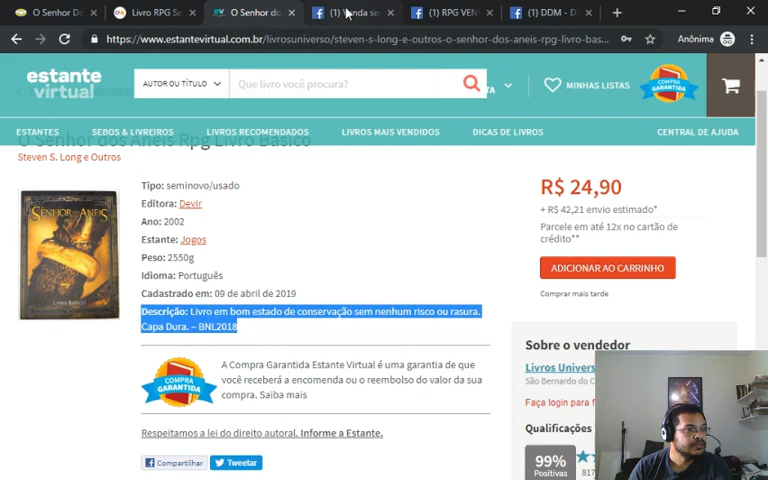 O Senhor do
Livro RPG Se
O Senhor do
(1) Venda se
(1) RPG VEN
(1) DDM - D
https://www.estantevirtual.com.br/livrosuniverso/steven-s-long-e-outros-o-senhor-dos-aneis-rpg-livro-bas...
Anônima
estante virtual
AUTOR OU TÍTULO
Que livro você procura?
TA
MINHAS LISTAS
COMPRA GARANTIDA
ESTANTES
SEBOS & LIVREIROS
LIVROS RECOMENDADOS
LIVROS MAIS VENDIDOS
DICAS DE LIVROS
CENTRAL DE AJUDA
O Senhor dos Aneis Rpg Livro Basico
Steven S. Long e Outros
SENHOR DOS ANÉIS
LIVRO BÁSICO
Tipo: seminovo/usado
Editora: Devir
Ano: 2002
Estante: Jogos
Peso: 2550g
Idioma: Português
Cadastrado em: 09 de abril de 2019
Descrição: Livro em bom estado de conservação sem nenhum risco ou rasura.
Capa Dura. – BNL2018
COMPRA GARANTIDA
A Compra Garantida Estante Virtual é uma garantia de que
você receberá a encomenda ou o reembolso do valor da sua
compra. Saiba mais
Respeitamos a lei do direito autoral. Informe a Estante.
Compartilhar
Tweetar
R$ 24,90
+ R$ 42,21 envio estimado*
Parcele em até 12x no cartão de
crédito**
ADICIONAR AO CARRINHO
Comprar mais tarde
Sobre o vendedor
Livros Univers
São Bernardo do C
Faça login para f
Qualificações
99%
Positivas
817